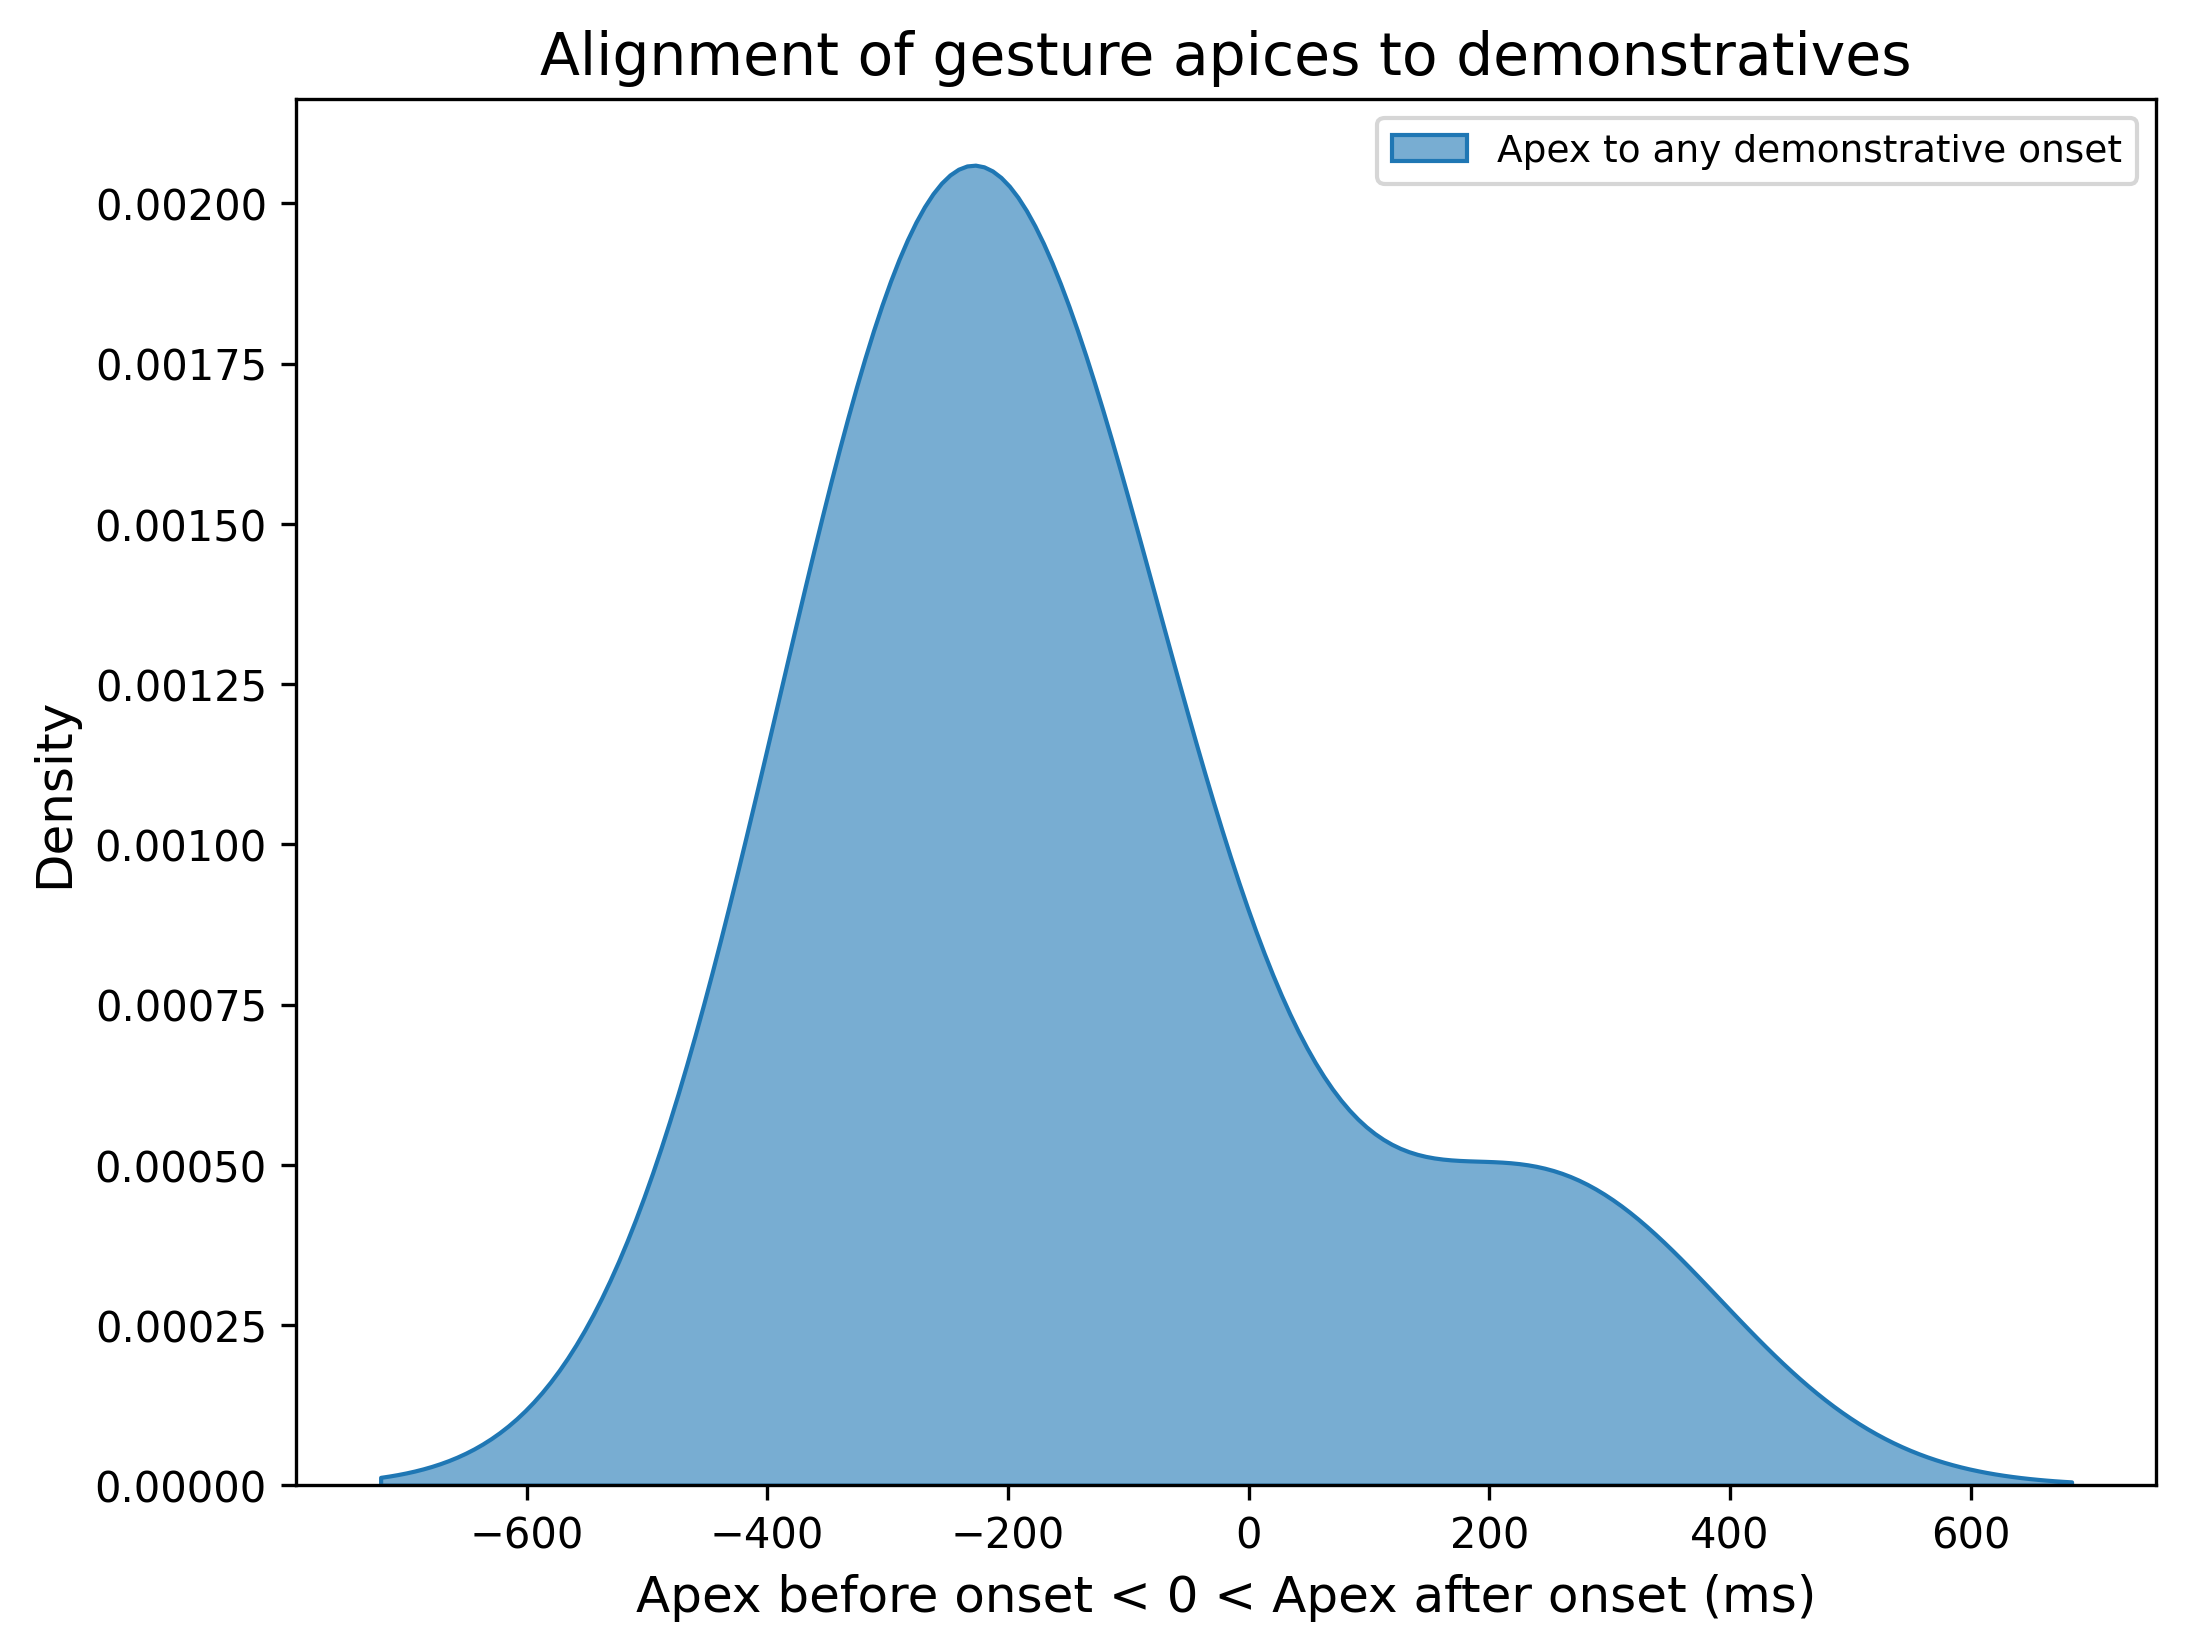 Alignment of gesture apices to demonstratives
Apex to any demonstrative onset
0.00200
0.00175
0.00150
0.00125
0.00100
0.00075
0.00050
0.00025
0.00000
Density
−600 −400 −200 0 200 400 600
Apex before onset < 0 < Apex after onset (ms)